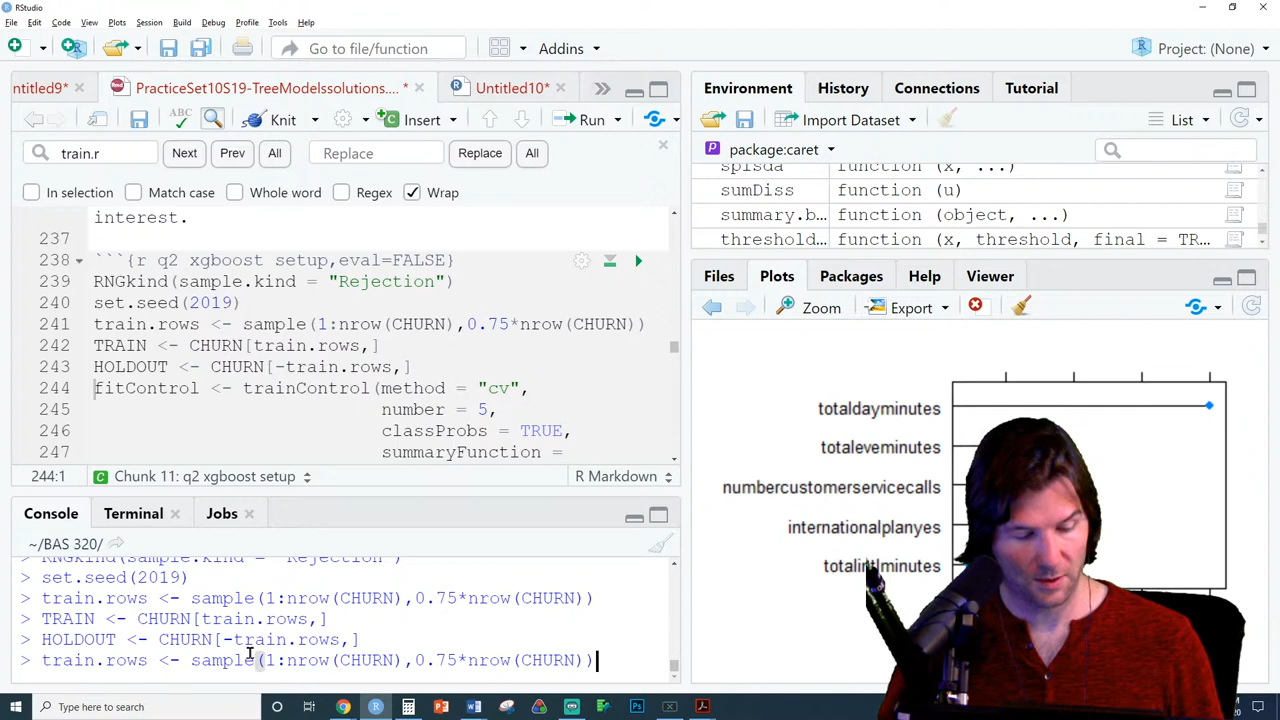 RStudio
File Edit Code View Plots Session Build Debug Profile Tools Help
Go to file/function Addins Project: (None)
ntitled9* PracticeSet10S19-TreeModelssolutions.... * Untitled10*
Knit Insert Run
train.r Next Prev All Replace Replace All
In selection Match case Whole word Regex Wrap
interest.
237
238 ```{r q2 xgboost setup,eval=FALSE}
239 RNGkind(sample.kind = "Rejection")
240 set.seed(2019)
241 train.rows <- sample(1:nrow(CHURN),0.75*nrow(CHURN))
242 TRAIN <- CHURN[train.rows,]
243 HOLDOUT <- CHURN[-train.rows,]
244 fitControl <- trainControl(method = "cv",
245 number = 5,
246 classProbs = TRUE,
247 summaryFunction =
244:1 Chunk 11: q2 xgboost setup R Markdown
Console Terminal Jobs
~/BAS 320/
> RNGkind(sample.kind = "Rejection")
> set.seed(2019)
> train.rows <- sample(1:nrow(CHURN),0.75*nrow(CHURN))
> TRAIN <- CHURN[train.rows,]
> HOLDOUT <- CHURN[-train.rows,]
> train.rows <- sample(1:nrow(CHURN),0.75*nrow(CHURN))
Environment History Connections Tutorial
Import Dataset List
package:caret
splsda function (x, ...)
sumDiss function (u)
summary.b... function (object, ...)
threshold... function (x, threshold, final = TR...
Files Plots Packages Help Viewer
Zoom Export
totaldayminutes
totaleveminutes
numbercustomerservicecalls
internationalplanyes
totalintlminutes
Type here to search